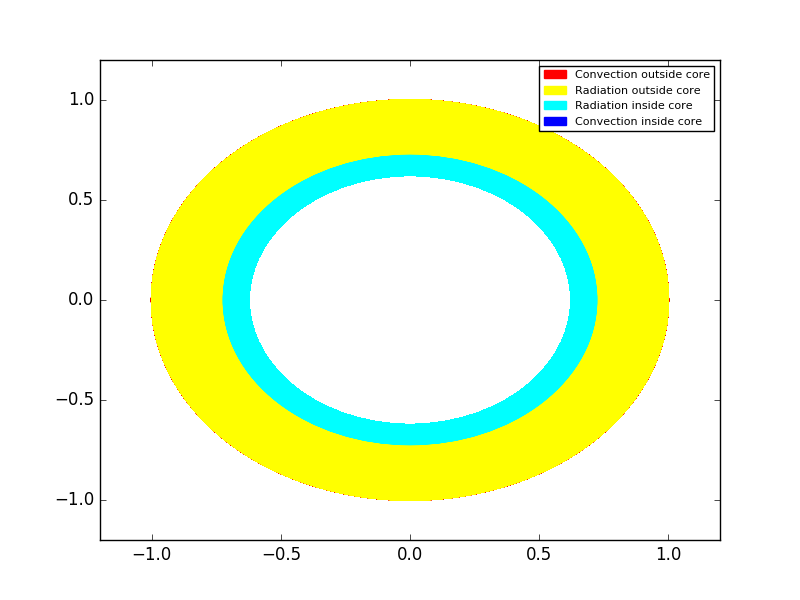 Convection outside core
Radiation outside core
Radiation inside core
Convection inside core
1.0
0.5
0.0
−0.5
−1.0
−1.0 −0.5 0.0 0.5 1.0